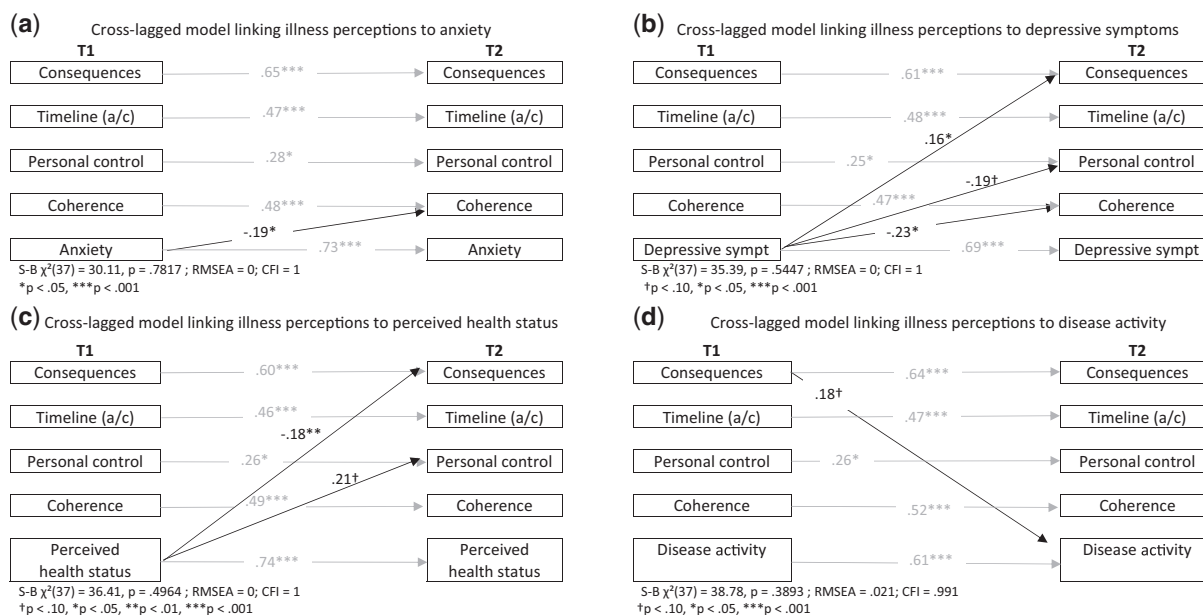 (a)
Cross-lagged model linking illness perceptions to anxiety
T1 T2
Consequences .65*** Consequences
Timeline (a/c) .47*** Timeline (a/c)
Personal control .28* Personal control
Coherence .48*** Coherence
-.19*
Anxiety .73*** Anxiety
S-B χ²(37) = 30.11, p = .7817 ; RMSEA = 0; CFI = 1
*p < .05, ***p < .001
(b)
Cross-lagged model linking illness perceptions to depressive symptoms
T1 T2
Consequences .61*** Consequences
Timeline (a/c) .48*** Timeline (a/c)
.16*
Personal control .25* Personal control
-.19†
Coherence .47*** Coherence
-.23*
Depressive sympt .69*** Depressive sympt
S-B χ²(37) = 35.39, p = .5447 ; RMSEA = 0; CFI = 1
†p < .10, *p < .05, ***p < .001
(c)
Cross-lagged model linking illness perceptions to perceived health status
T1 T2
Consequences .60*** Consequences
Timeline (a/c) .46*** Timeline (a/c)
-.18**
Personal control .26* Personal control
.21†
Coherence .49*** Coherence
Perceived Perceived
health status .74*** health status
S-B χ²(37) = 36.41, p = .4964 ; RMSEA = 0; CFI = 1
†p < .10, *p < .05, **p < .01, ***p < .001
(d)
Cross-lagged model linking illness perceptions to disease activity
T1 T2
Consequences .64*** Consequences
.18†
Timeline (a/c) .47*** Timeline (a/c)
Personal control .26* Personal control
Coherence .52*** Coherence
Disease activity .61*** Disease activity
S-B χ²(37) = 38.78, p = .3893 ; RMSEA = .021; CFI = .991
†p < .10, *p < .05, ***p < .001